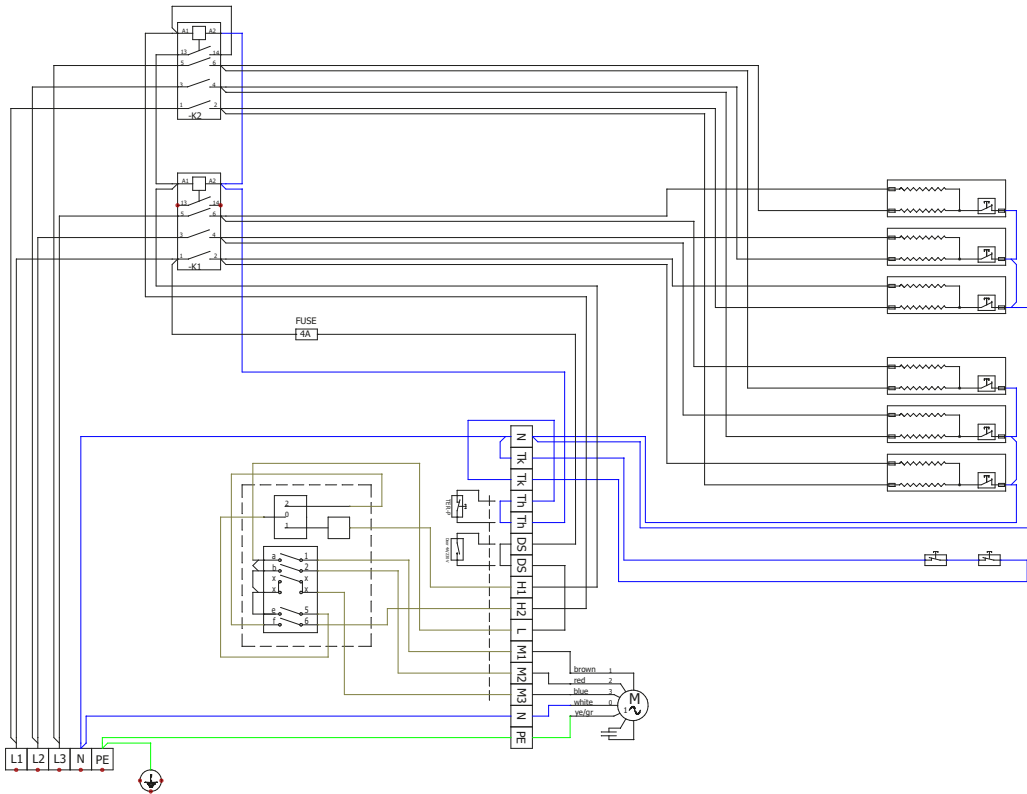 A1 A2
13 14
5 6
3 4
1 2
-K2
A1 A2
13 14
5 6
3 4
1 2
-K1
FUSE
4A
N
Tk
Tk
Th
Th
DS
DS
H1
H2
L
M1
M2
M3
N
PE
2
0
1
a 1
b 2
x x
x x
e 5
f 6
brown 1
red 2
blue 3
white 0
ye/gr
M
1
L1 L2 L3 N PE